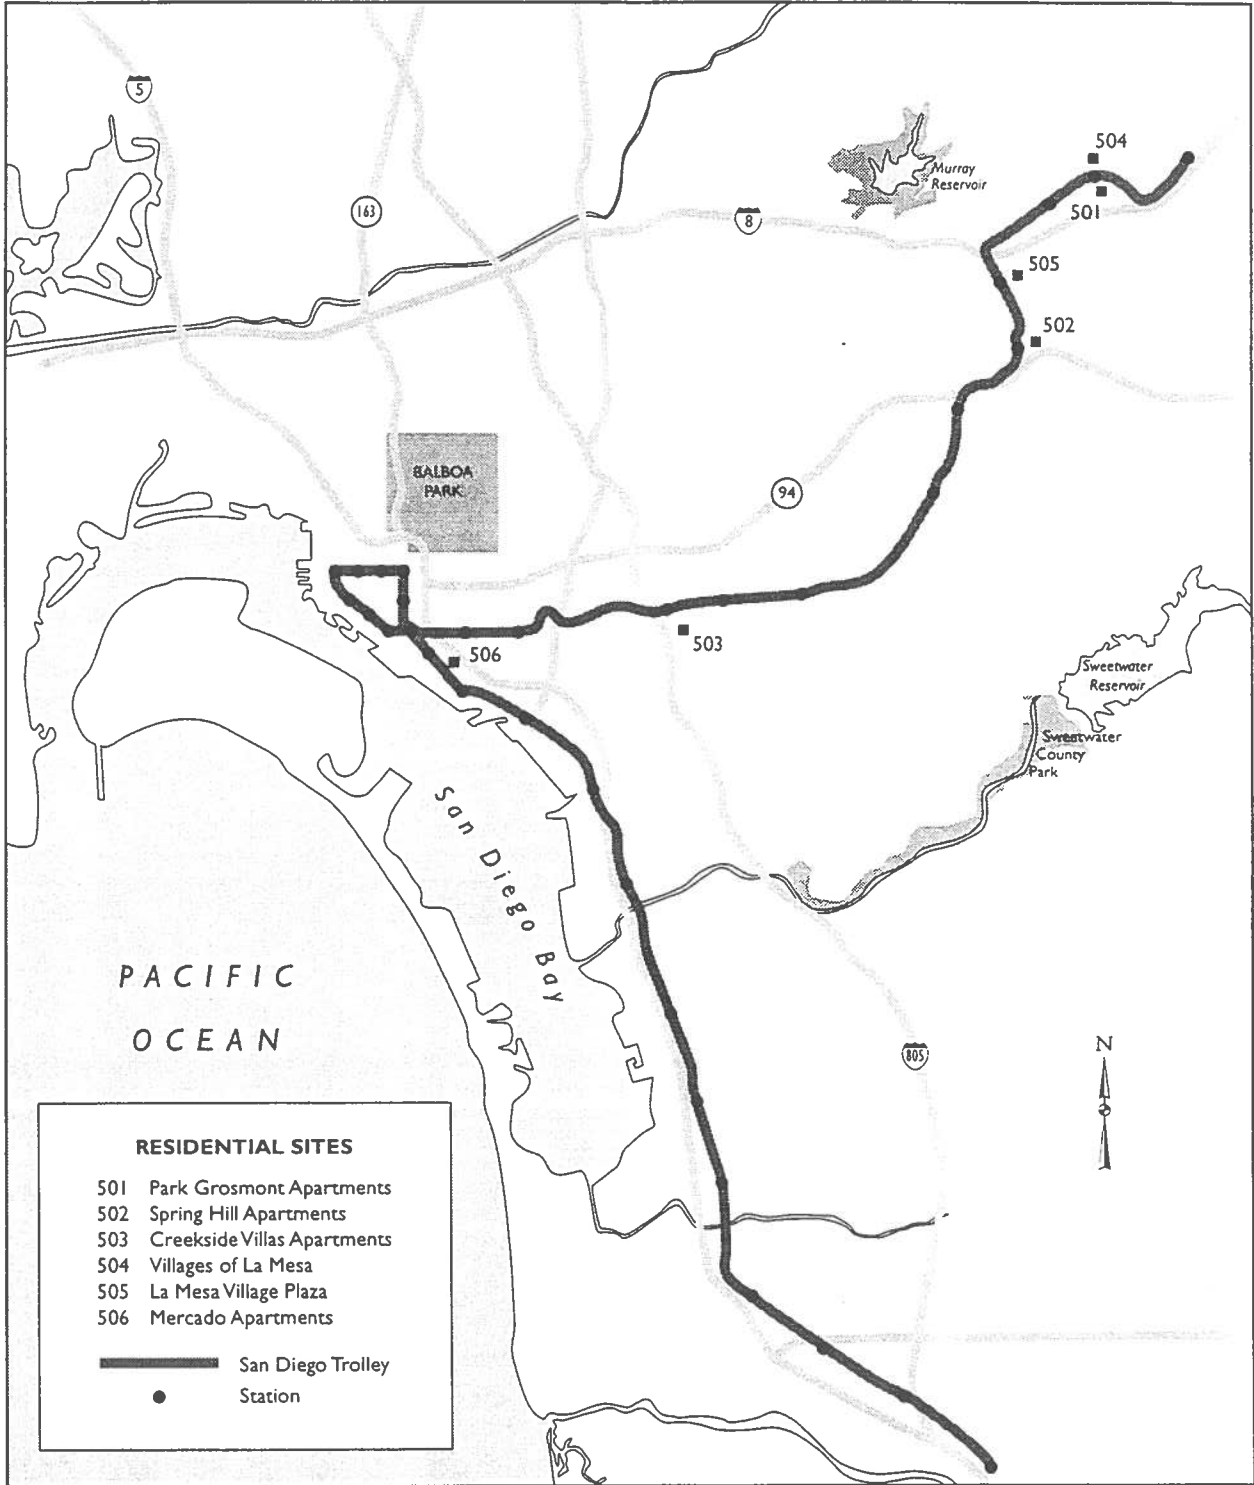 5
163
8
Murray
Reservoir
504
501
505
502
BALBOA
PARK
94
506
503
Sweetwater
Reservoir
Sweetwater
County
Park
San Diego Bay
PACIFIC
OCEAN
805
N
RESIDENTIAL SITES
501 Park Grosmont Apartments
502 Spring Hill Apartments
503 Creekside Villas Apartments
504 Villages of La Mesa
505 La Mesa Village Plaza
506 Mercado Apartments
San Diego Trolley
Station